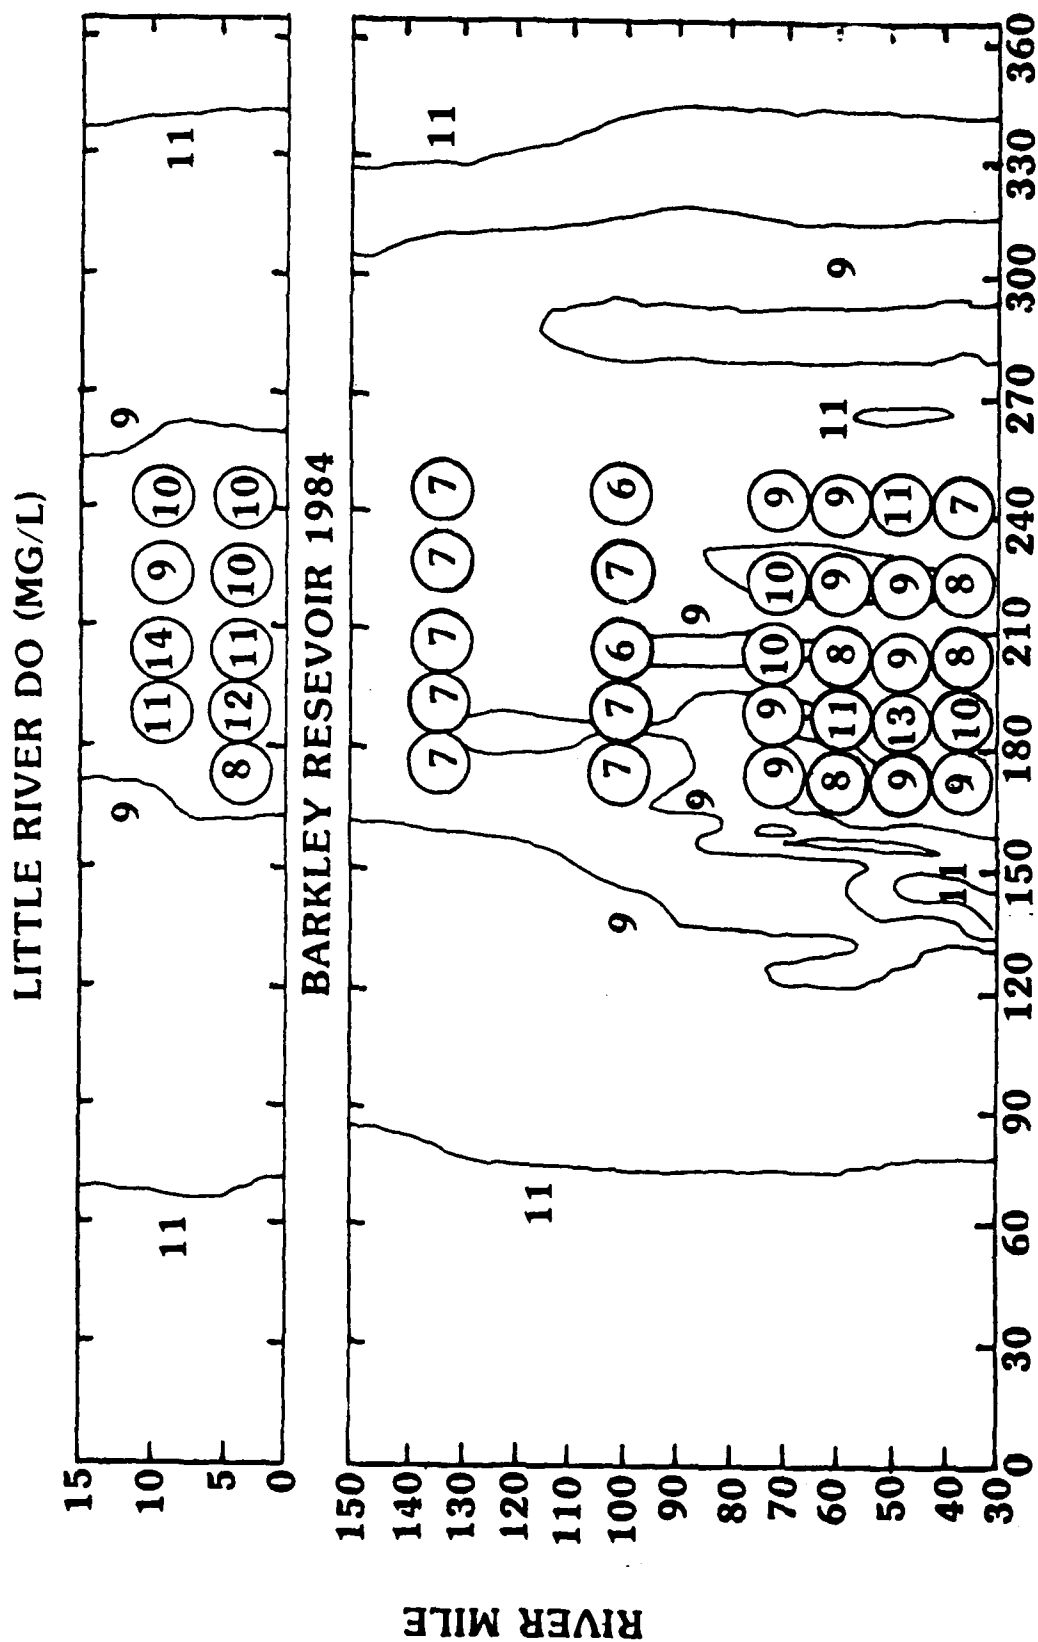 LITTLE RIVER DO (MG/L)
15
9 9
10 11 14 9 10
11 11
5 8 12 11 10 10
0
BARKLEY RESEVOIR 1984
RIVER MILE
150
140
7 7 7 7 7 11
130
120
11
110
100 9 7 7 6 7 6
90
9 9
80
70 9 9 10 10 9
60 8 11 8 9 9 11 9
50 9 13 9 9 11
40 11 9 10 8 8 7
30
0 30 60 90 120 150 180 210 240 270 300 330 360